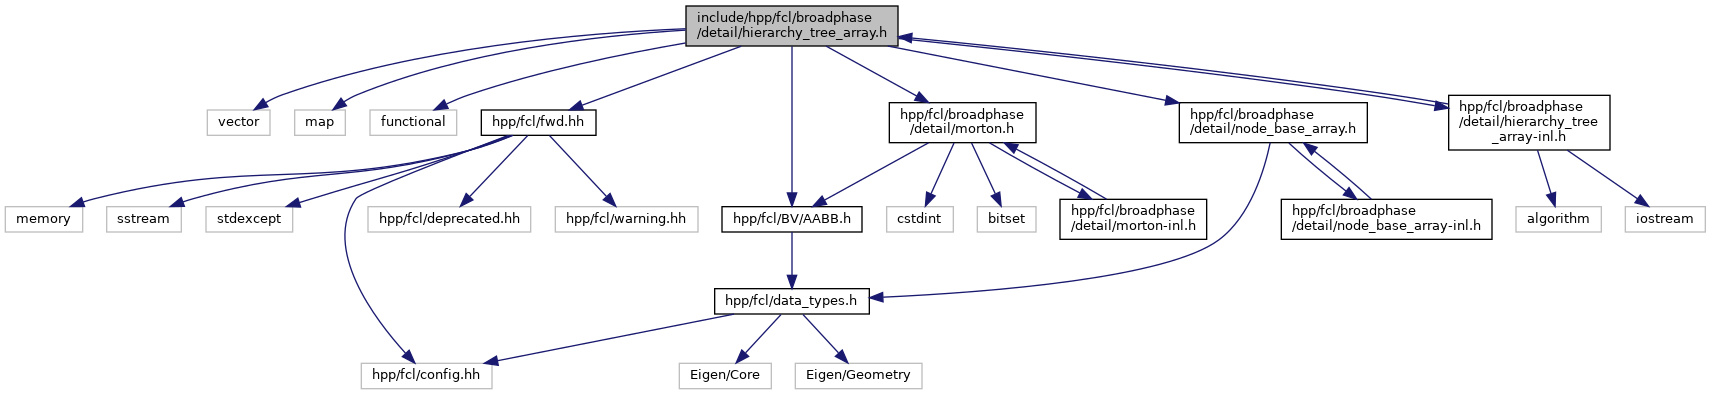 include/hpp/fcl/broadphase
/detail/hierarchy_tree_array.h
vector
map
functional
hpp/fcl/fwd.hh
hpp/fcl/broadphase
/detail/morton.h
hpp/fcl/broadphase
/detail/node_base_array.h
hpp/fcl/broadphase
/detail/hierarchy_tree
_array-inl.h
memory
sstream
stdexcept
hpp/fcl/deprecated.hh
hpp/fcl/warning.hh
hpp/fcl/BV/AABB.h
cstdint
bitset
hpp/fcl/broadphase
/detail/morton-inl.h
hpp/fcl/broadphase
/detail/node_base_array-inl.h
algorithm
iostream
hpp/fcl/data_types.h
hpp/fcl/config.hh
Eigen/Core
Eigen/Geometry